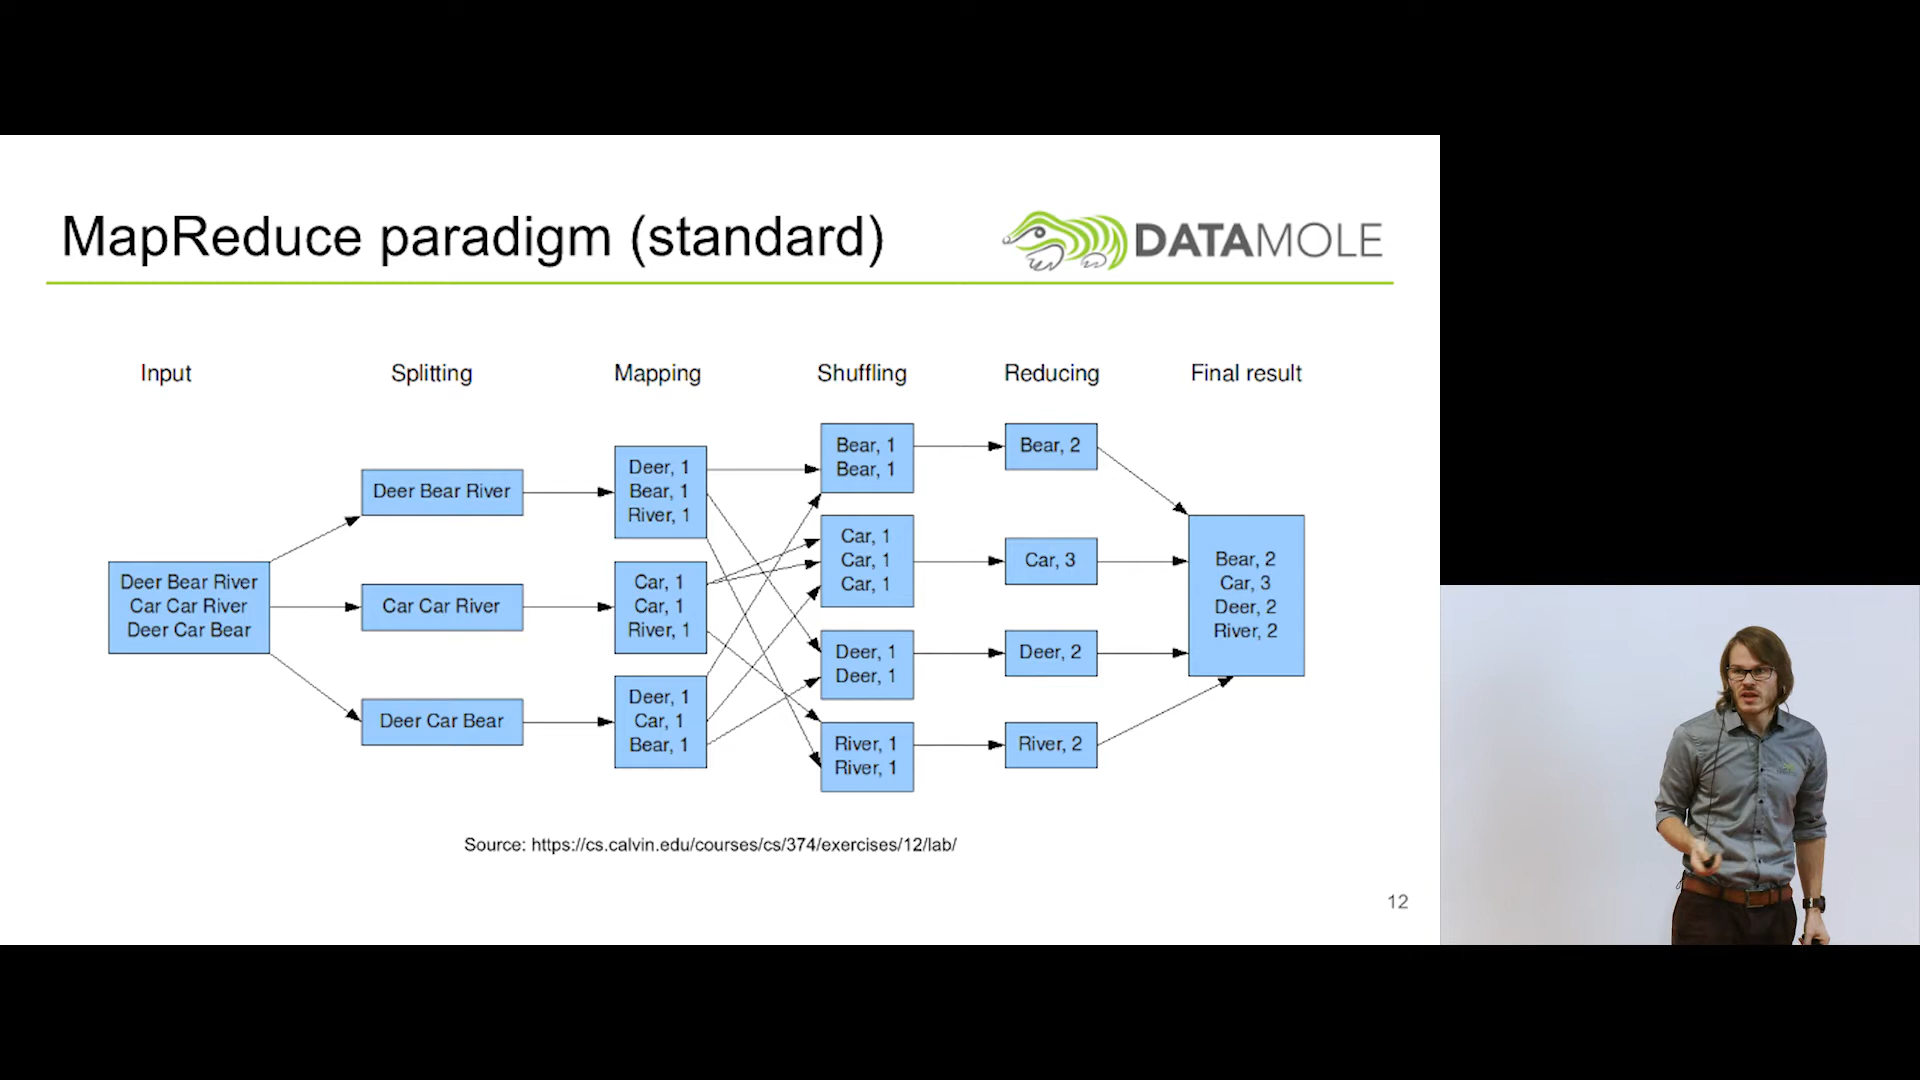 MapReduce paradigm (standard)
DATAMOLE
Input
Splitting
Mapping
Shuffling
Reducing
Final result
Deer Bear River
Car Car River
Deer Car Bear
Deer Bear River
Car Car River
Deer Car Bear
Deer, 1
Bear, 1
River, 1
Car, 1
Car, 1
River, 1
Deer, 1
Car, 1
Bear, 1
Bear, 1
Bear, 1
Car, 1
Car, 1
Car, 1
Deer, 1
Deer, 1
River, 1
River, 1
Bear, 2
Car, 3
Deer, 2
River, 2
Bear, 2
Car, 3
Deer, 2
River, 2
Source: https://cs.calvin.edu/courses/cs/374/exercises/12/lab/
12